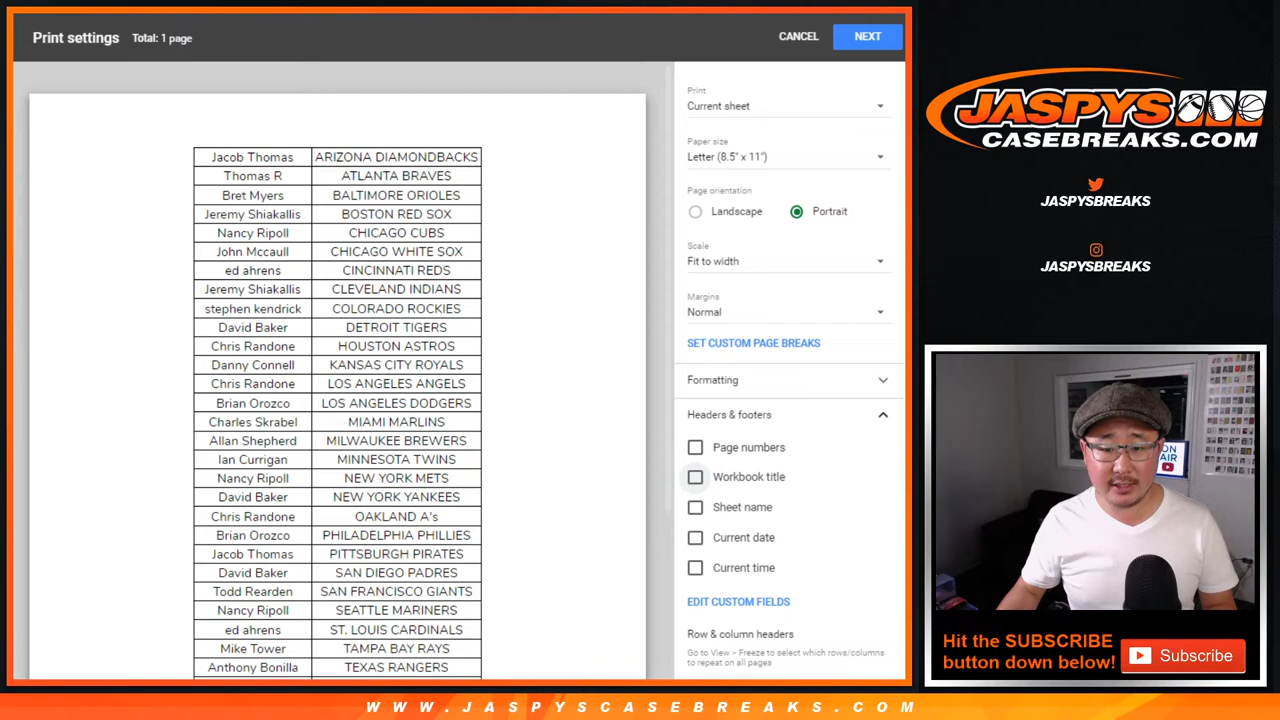 Print settings Total: 1 page
CANCEL NEXT
Jacob Thomas ARIZONA DIAMONDBACKS
Thomas R ATLANTA BRAVES
Bret Myers BALTIMORE ORIOLES
Jeremy Shiakallis BOSTON RED SOX
Nancy Ripoll CHICAGO CUBS
John Mccaull CHICAGO WHITE SOX
ed ahrens CINCINNATI REDS
Jeremy Shiakallis CLEVELAND INDIANS
stephen kendrick COLORADO ROCKIES
David Baker DETROIT TIGERS
Chris Randone HOUSTON ASTROS
Danny Connell KANSAS CITY ROYALS
Chris Randone LOS ANGELES ANGELS
Brian Orozco LOS ANGELES DODGERS
Charles Skrabel MIAMI MARLINS
Allan Shepherd MILWAUKEE BREWERS
Ian Currigan MINNESOTA TWINS
Nancy Ripoll NEW YORK METS
David Baker NEW YORK YANKEES
Chris Randone OAKLAND A's
Brian Orozco PHILADELPHIA PHILLIES
Jacob Thomas PITTSBURGH PIRATES
David Baker SAN DIEGO PADRES
Todd Rearden SAN FRANCISCO GIANTS
Nancy Ripoll SEATTLE MARINERS
ed ahrens ST. LOUIS CARDINALS
Mike Tower TAMPA BAY RAYS
Anthony Bonilla TEXAS RANGERS
Print
Current sheet
Paper size
Letter (8.5" x 11")
Page orientation
Landscape Portrait
Scale
Fit to width
Margins
Normal
SET CUSTOM PAGE BREAKS
Formatting
Headers & footers
Page numbers
Workbook title
Sheet name
Current date
Current time
EDIT CUSTOM FIELDS
Row & column headers
Go to View > Freeze to select which rows/columns
to repeat on all pages
JASPYS
CASEBREAKS.COM
JASPYSBREAKS
JASPYSBREAKS
ON
AIR
Hit the SUBSCRIBE
button down below!
Subscribe
WWW.JASPYSCASEBREAKS.COM